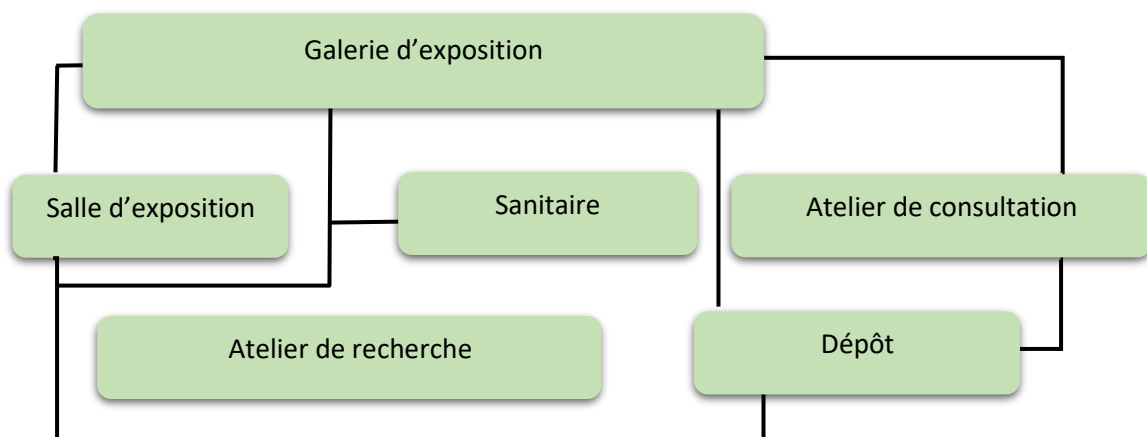 Galerie d’exposition
Salle d’exposition
Sanitaire
Atelier de consultation
Atelier de recherche
Dépôt